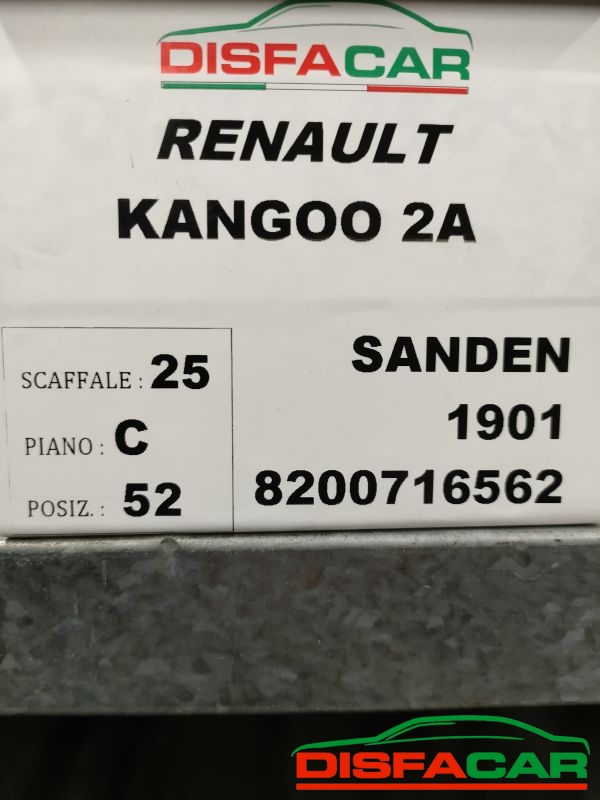 DISFACAR
RENAULT
KANGOO 2A
SCAFFALE : 25
PIANO : C
POSIZ. : 52
SANDEN
1901
8200716562
DISFACAR